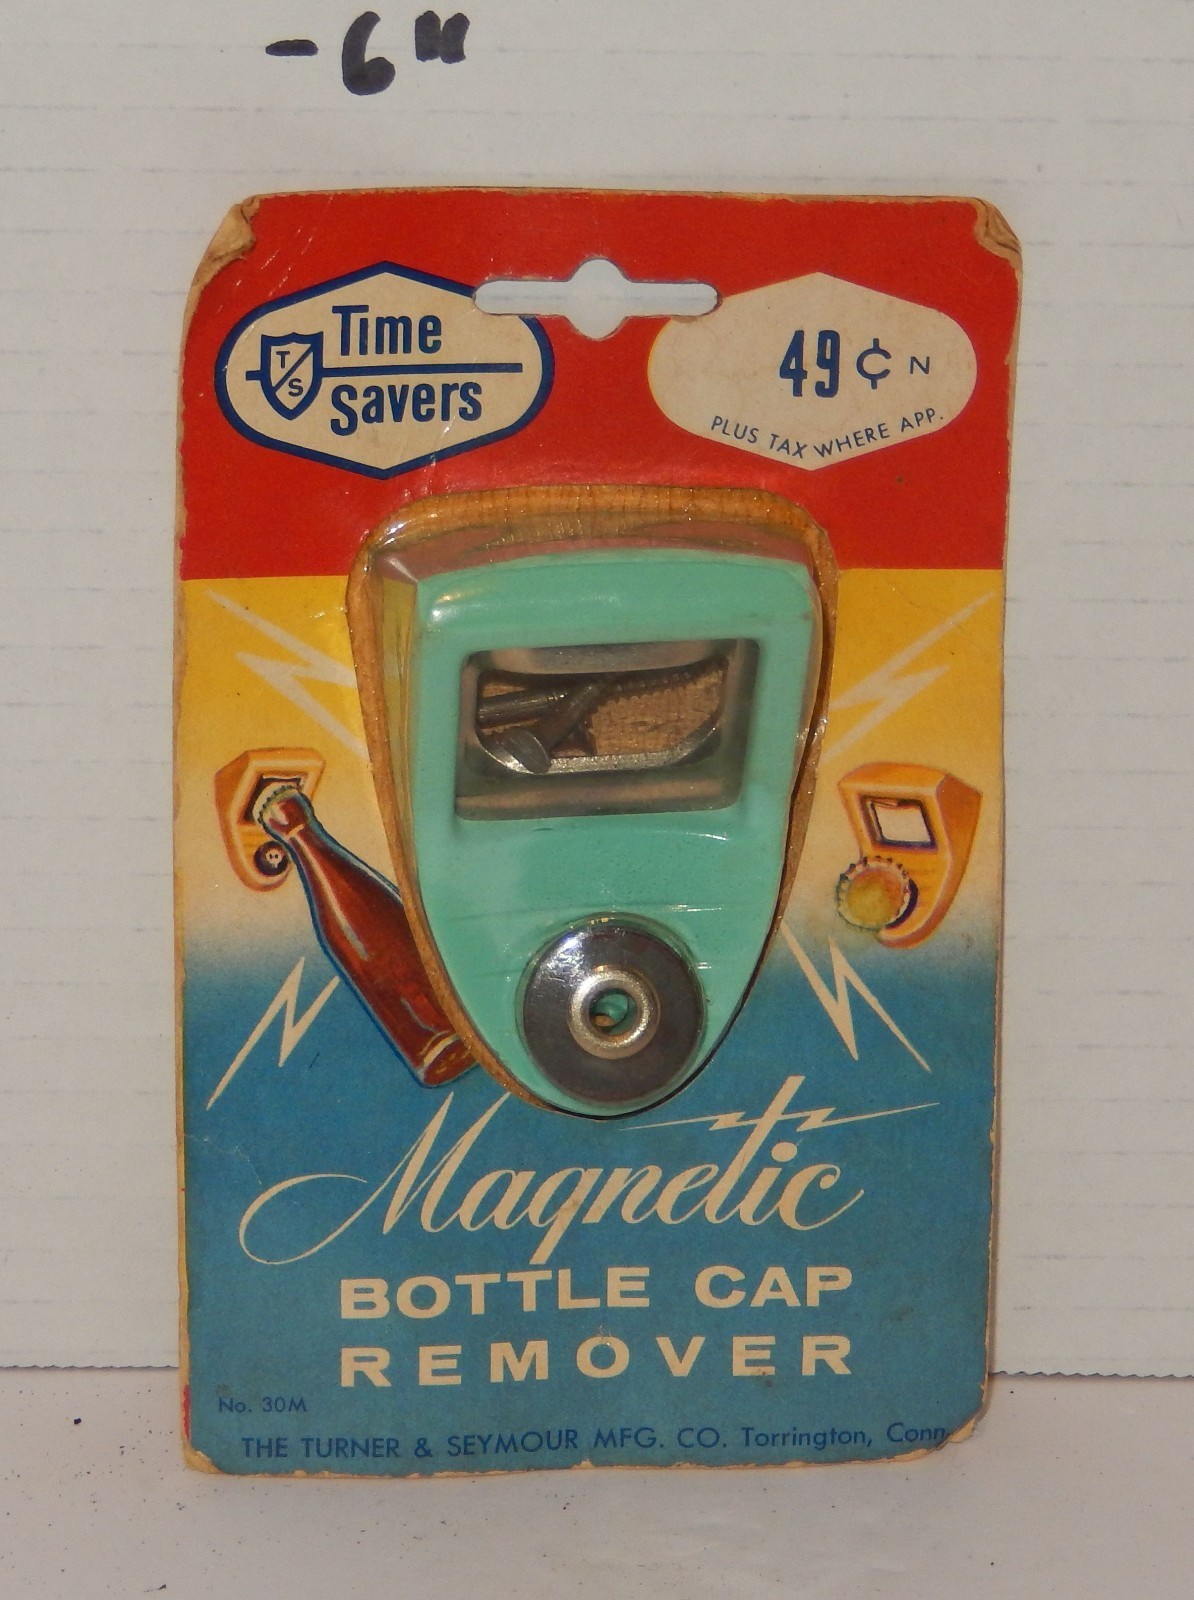 - 6"
Time
T S
Savers
49¢ N
PLUS TAX WHERE APP.
Magnetic
BOTTLE CAP
REMOVER
No. 30M
THE TURNER & SEYMOUR MFG. CO. Torrington, Conn.